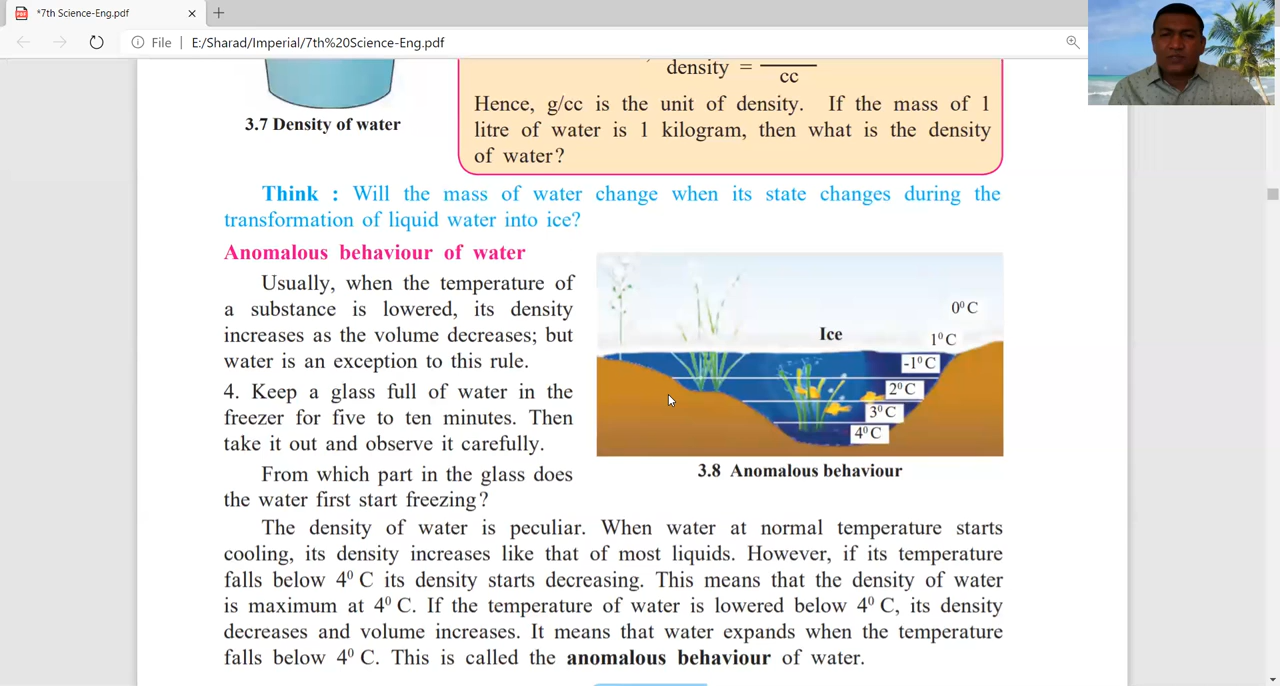 *7th Science-Eng.pdf
File | E:/Sharad/Imperial/7th%20Science-Eng.pdf
density = 
cc
3.7 Density of water
Hence, g/cc is the unit of density. If the mass of 1
litre of water is 1 kilogram, then what is the density
of water?
Think : Will the mass of water change when its state changes during the
transformation of liquid water into ice?
Anomalous behaviour of water
Usually, when the temperature of
a substance is lowered, its density
increases as the volume decreases; but
water is an exception to this rule.
4. Keep a glass full of water in the
freezer for five to ten minutes. Then
take it out and observe it carefully.
From which part in the glass does
the water first start freezing?
0⁰ C
Ice
1⁰ C
-1⁰ C
2⁰ C
3⁰ C
4⁰ C
3.8 Anomalous behaviour
The density of water is peculiar. When water at normal temperature starts
cooling, its density increases like that of most liquids. However, if its temperature
falls below 4⁰ C its density starts decreasing. This means that the density of water
is maximum at 4⁰ C. If the temperature of water is lowered below 4⁰ C, its density
decreases and volume increases. It means that water expands when the temperature
falls below 4⁰ C. This is called the anomalous behaviour of water.